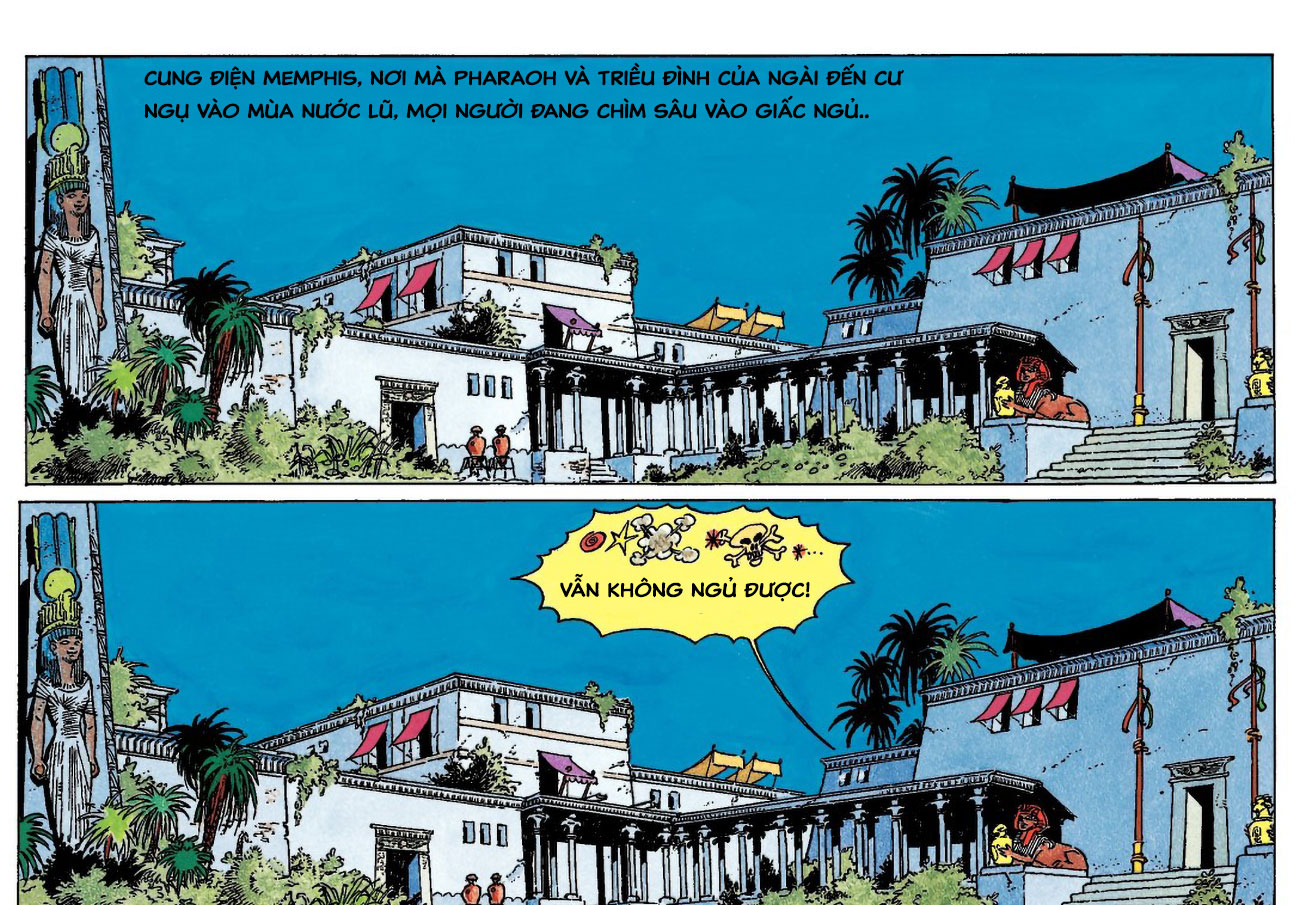 CUNG ĐIỆN MEMPHIS, NƠI MÀ PHARAOH VÀ TRIỀU ĐÌNH CỦA NGÀI ĐẾN CƯ
NGỤ VÀO MÙA NƯỚC LŨ, MỌI NGƯỜI ĐANG CHÌM SÂU VÀO GIẤC NGỦ..
VẪN KHÔNG NGỦ ĐƯỢC!